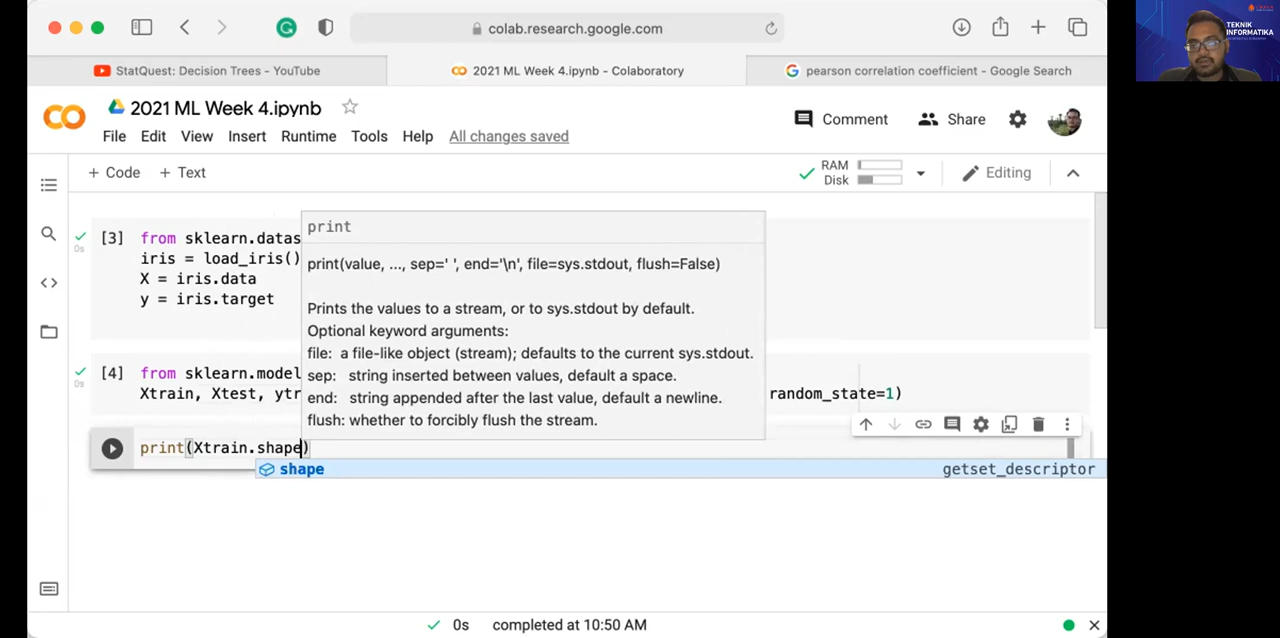 colab.research.google.com
StatQuest: Decision Trees - YouTube
2021 ML Week 4.ipynb - Colaboratory
pearson correlation coefficient - Google Search
TEKNIK
INFORMATIKA
2021 ML Week 4.ipynb
File Edit View Insert Runtime Tools Help All changes saved
Comment
Share
+ Code + Text
RAM
Disk
Editing
print
print(value, ..., sep=' ', end='\n', file=sys.stdout, flush=False)
Prints the values to a stream, or to sys.stdout by default.
Optional keyword arguments:
file: a file-like object (stream); defaults to the current sys.stdout.
sep: string inserted between values, default a space.
end: string appended after the last value, default a newline.
flush: whether to forcibly flush the stream.
[3] from sklearn.datas
0s
iris = load_iris()
X = iris.data
y = iris.target
[4] from sklearn.model
0s
Xtrain, Xtest, ytr random_state=1)
print(Xtrain.shape)
shape getset_descriptor
0s completed at 10:50 AM